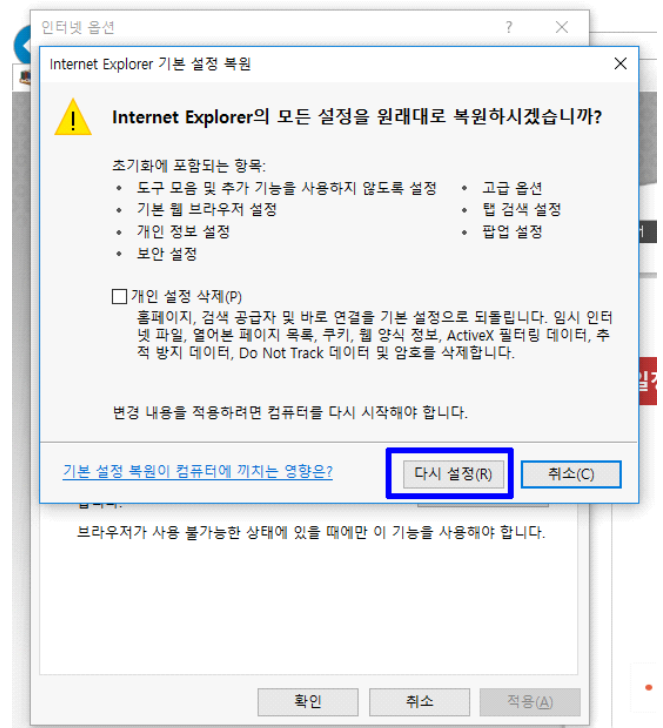 인터넷 옵션
Internet Explorer 기본 설정 복원
Internet Explorer의 모든 설정을 원래대로 복원하시겠습니까?
초기화에 포함되는 항목:
• 도구 모음 및 추가 기능을 사용하지 않도록 설정 • 고급 옵션
• 기본 웹 브라우저 설정 • 탭 검색 설정
• 개인 정보 설정 • 팝업 설정
• 보안 설정
개인 설정 삭제(P)
홈페이지, 검색 공급자 및 바로 연결을 기본 설정으로 되돌립니다. 임시 인터
넷 파일, 열어본 페이지 목록, 쿠키, 웹 양식 정보, ActiveX 필터링 데이터, 추
적 방지 데이터, Do Not Track 데이터 및 암호를 삭제합니다.
변경 내용을 적용하려면 컴퓨터를 다시 시작해야 합니다.
기본 설정 복원이 컴퓨터에 끼치는 영향은? 다시 설정(R) 취소(C)
브라우저가 사용 불가능한 상태에 있을 때에만 이 기능을 사용해야 합니다.
확인 취소 적용(A)